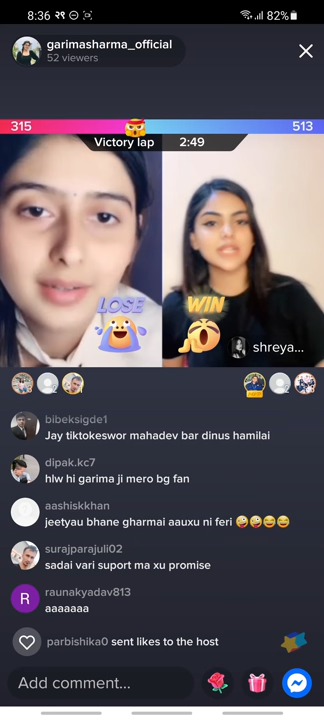 8:36 २९
82%
garimasharma_official
52 viewers
315
513
Victory lap 2:49
LOSE
WIN
shreya...
bibeksigde1
Jay tiktokeswor mahadev bar dinus hamilai
dipak.kc7
hlw hi garima ji mero bg fan
aashiskkhan
jeetyau bhane gharmai aauxu ni feri 🤪🤪😂😂
surajparajuli02
sadai vari suport ma xu promise
R
raunakyadav813
aaaaaaa
parbishika0 sent likes to the host
Add comment...